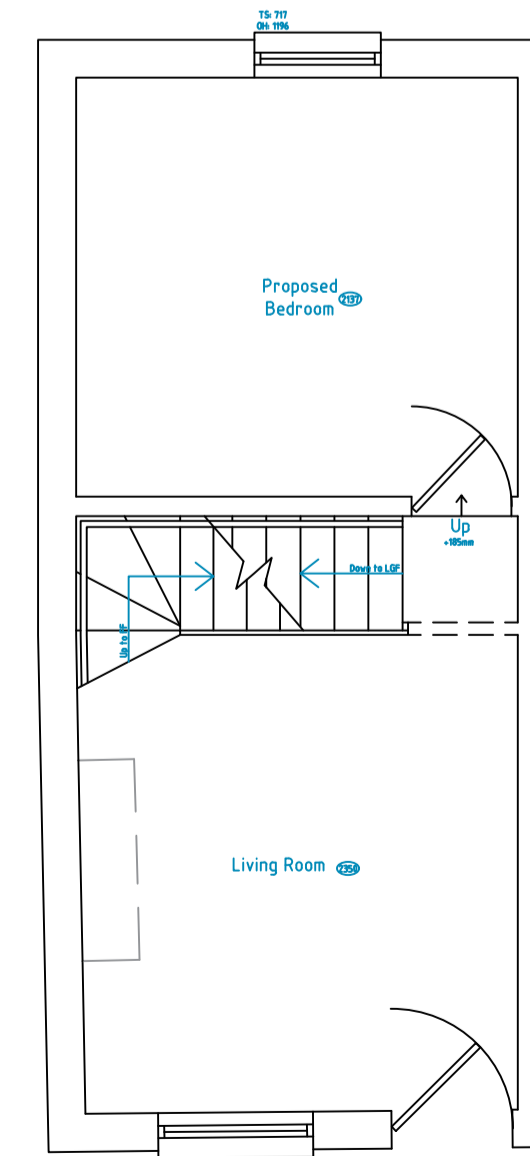 TS: 717
OH: 1196
Proposed
Bedroom
2137
Up
+185mm
Down to LGF
Up to FF
Living Room
2350